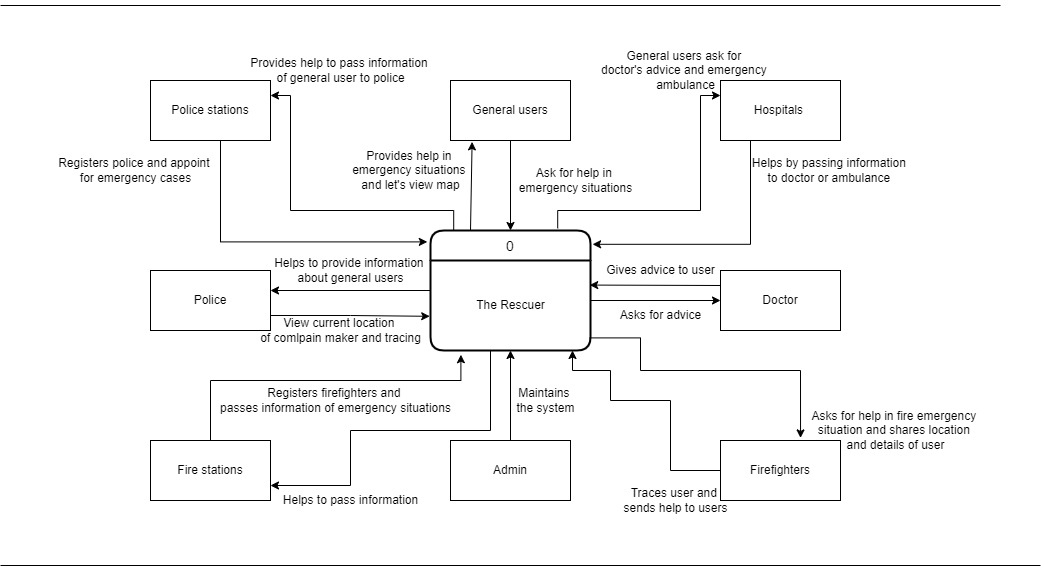 Provides help to pass information
of general user to police
General users ask for
doctor's advice and emergency
ambulance
Police stations
General users
Hospitals
Registers police and appoint
for emergency cases
Provides help in
emergency situations
and let's view map
Ask for help in
emergency situations
Helps by passing information
to doctor or ambulance
0
The Rescuer
Helps to provide information
about general users
Police
View current location
of comlpain maker and tracing
Gives advice to user
Doctor
Asks for advice
Registers firefighters and
passes information of emergency situations
Maintains
the system
Asks for help in fire emergency
situation and shares location
and details of user
Fire stations
Admin
Firefighters
Helps to pass information
Traces user and
sends help to users